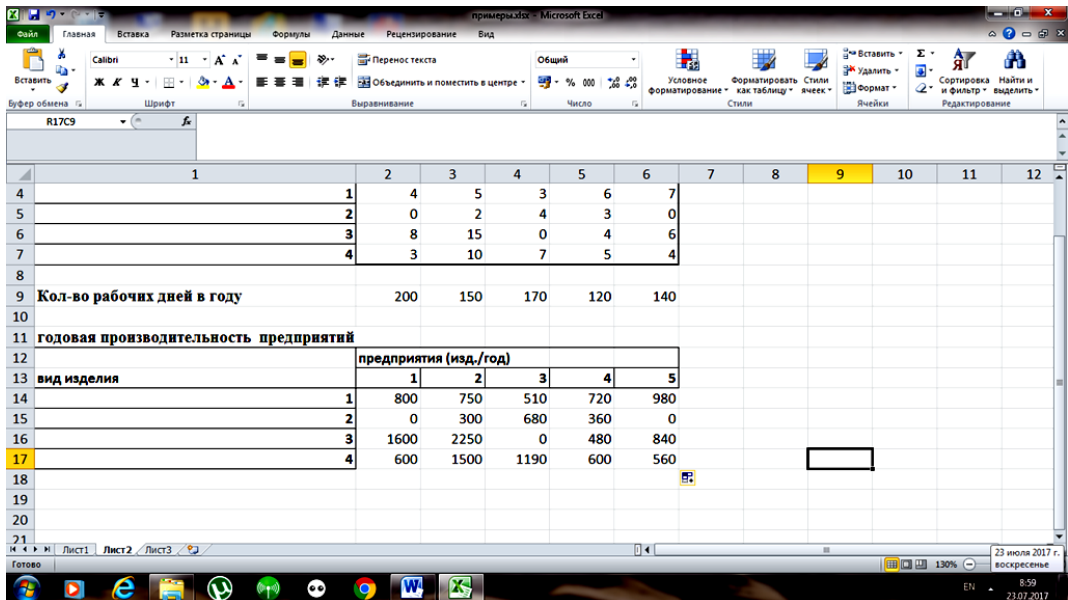 примеры.xlsx - Microsoft Excel
Файл Главная Вставка Разметка страницы Формулы Данные Рецензирование Вид
Вставить
Calibri 11
Ж К Ч
Перенос текста
Объединить и поместить в центре
Общий
% 000
Условное форматирование
Форматировать как таблицу
Стили ячеек
Вставить
Удалить
Формат
Сортировка и фильтр
Найти и выделить
Буфер обмена Шрифт Выравнивание Число Стили Ячейки Редактирование
R17C9 fx
1 2 3 4 5 6 7 8 9 10 11 12
4 1 4 5 3 6 7
5 2 0 2 4 3 0
6 3 8 15 0 4 6
7 4 3 10 7 5 4
8
9 Кол-во рабочих дней в году 200 150 170 120 140
10
11 годовая производительность предприятий
12 предприятия (изд./год)
13 вид изделия 1 2 3 4 5
14 1 800 750 510 720 980
15 2 0 300 680 360 0
16 3 1600 2250 0 480 840
17 4 600 1500 1190 600 560
18
19
20
21
Лист1 Лист2 Лист3
23 июля 2017 г.
воскресенье
Готово 130%
EN 8:59
23.07.2017